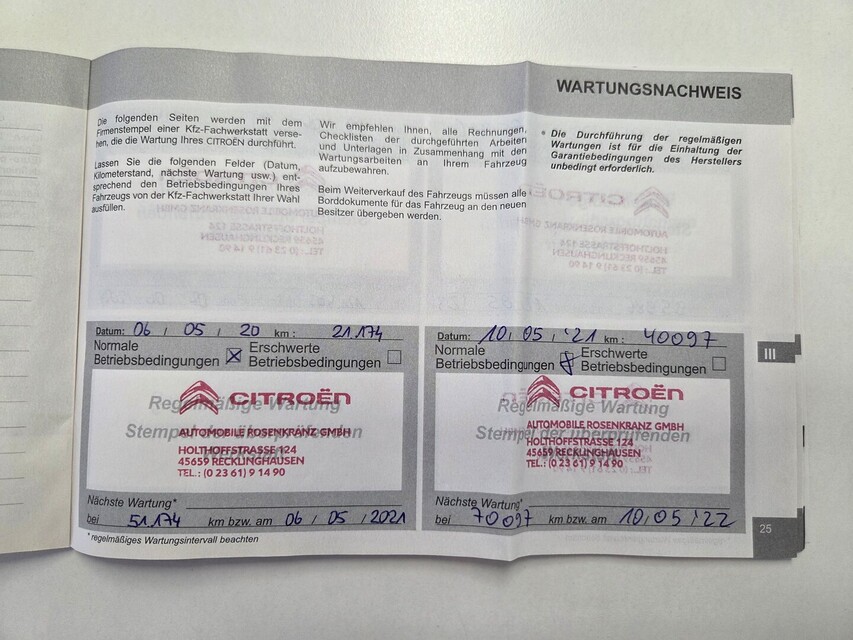 WARTUNGSNACHWEIS
Die folgenden Seiten werden mit dem
Firmenstempel einer Kfz-Fachwerkstatt verse-
hen, die die Wartung Ihres CITROËN durchführt.
Lassen Sie die folgenden Felder (Datum,
Kilometerstand, nächste Wartung usw.) ent-
sprechend den Betriebsbedingungen Ihres
Fahrzeugs von der Kfz-Fachwerkstatt Ihrer Wahl
ausfüllen.
Wir empfehlen Ihnen, alle Rechnungen,
Checklisten der durchgeführten Arbeiten
und Unterlagen in Zusammenhang mit den
Wartungsarbeiten an Ihrem Fahrzeug
aufzubewahren.
Beim Weiterverkauf des Fahrzeugs müssen alle
Borddokumente für das Fahrzeug an den neuen
Besitzer übergeben werden.
* Die Durchführung der regelmäßigen
Wartungen ist für die Einhaltung der
Garantiebedingungen des Herstellers
unbedingt erforderlich.
Datum: 06 / 05 / 20 km : 21.174
Normale
Betriebsbedingungen
Erschwerte
Betriebsbedingungen
CITROËN
Regelmäßige Wartung
Stempel der überprüfenden
AUTOMOBILE ROSENKRANZ GMBH
HOLTHOFFSTRASSE 124
45659 RECKLINGHAUSEN
TEL.: (0 23 61) 9 14 90
Nächste Wartung*
bei 51.174 km bzw. am 06 / 05 / 2021
* regelmäßiges Wartungsintervall beachten
Datum: 10, 05, '21 km : 40097
Normale
Betriebsbedingungen
Erschwerte
Betriebsbedingungen
CITROËN
Regelmäßige Wartung
AUTOMOBILE ROSENKRANZ GMBH
Stempel der überprüfenden
HOLTHOFFSTRASSE 124
45659 RECKLINGHAUSEN
TEL.: (0 23 61) 9 14 90
Nächste Wartung*
bei 70097 km bzw. am 10, 05 / 22
III
25